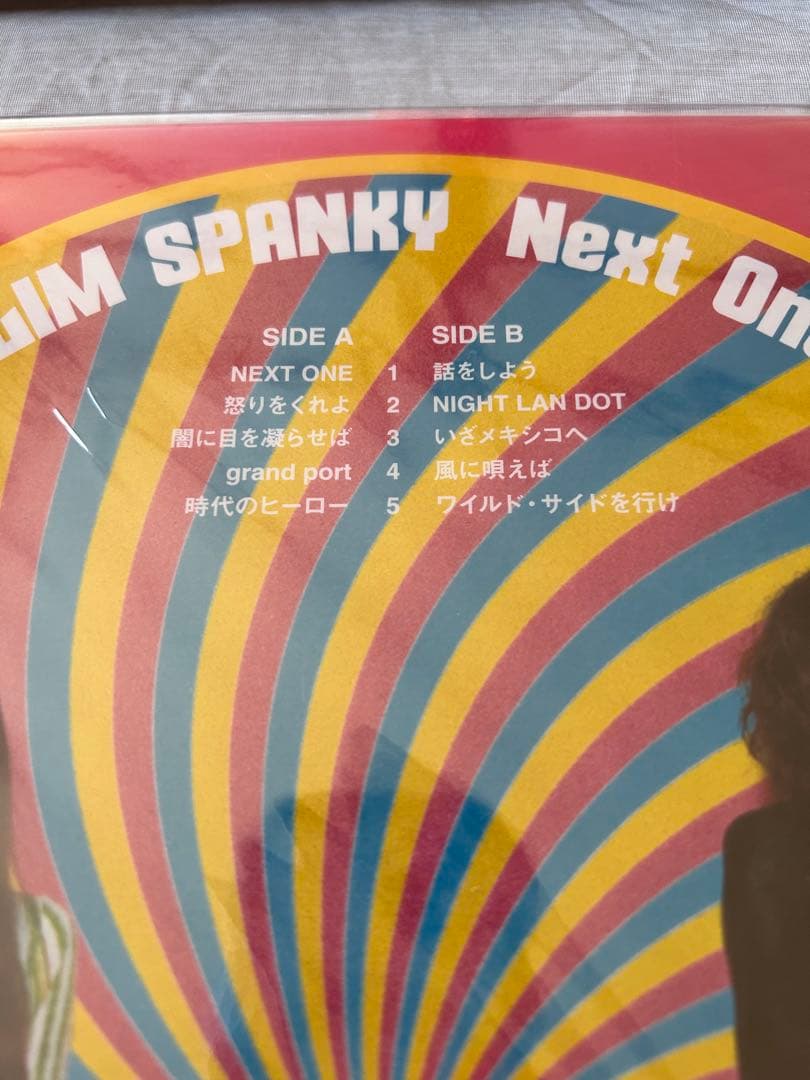 LIM SPANKY Next One
SIDE A
NEXT ONE 1
怒りをくれよ 2
闇に目を凝らせば 3
grand port 4
時代のヒーロー 5
SIDE B
話をしよう
NIGHT LAN DOT
いざメキシコへ
風に唄えば
ワイルド・サイドを行け